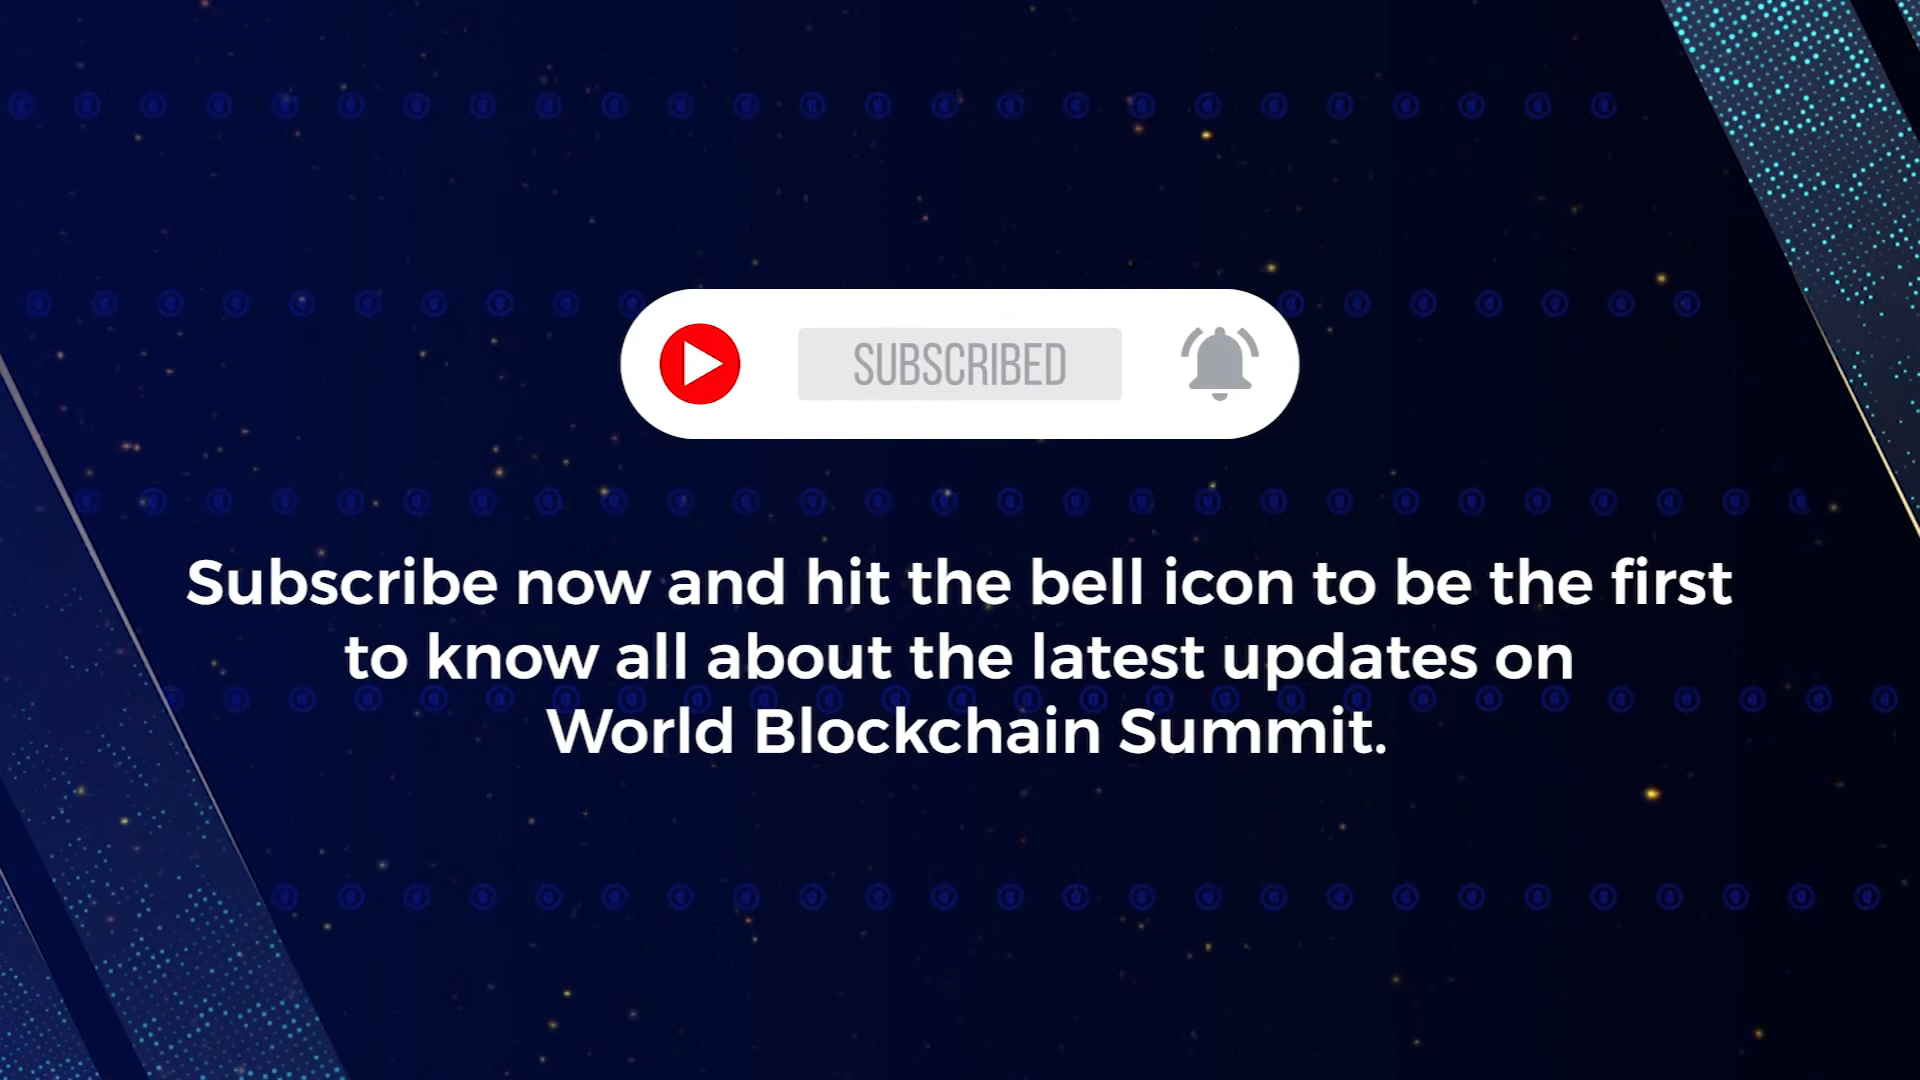 SUBSCRIBED
Subscribe now and hit the bell icon to be the first
to know all about the latest updates on
World Blockchain Summit.